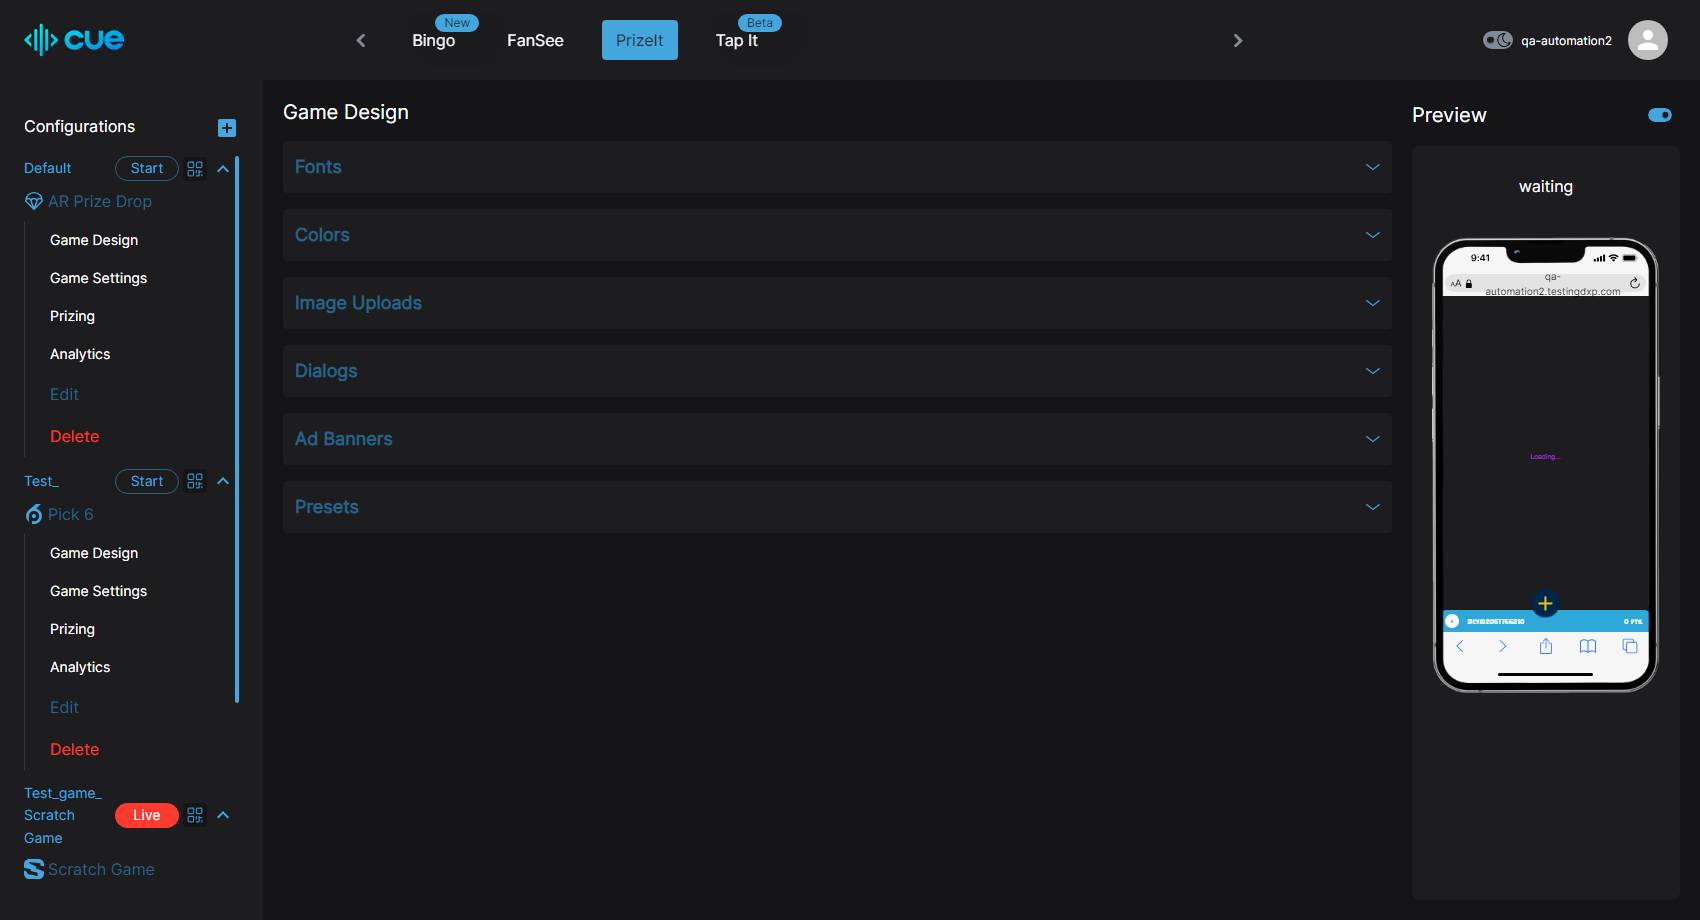 cue
New
Beta
Bingo
FanSee
PrizeIt
Tap It
qa-automation2
Configurations
Default
Start
AR Prize Drop
Game Design
Game Settings
Prizing
Analytics
Edit
Delete
Test_
Start
Pick 6
Game Design
Game Settings
Prizing
Analytics
Edit
Delete
Test_game_
Scratch
Game
Live
Scratch Game
Game Design
Fonts
Colors
Image Uploads
Dialogs
Ad Banners
Presets
Preview
waiting
9:41
AA
qa-
automation2.testingdxp.com
Loading...
0 PTS.